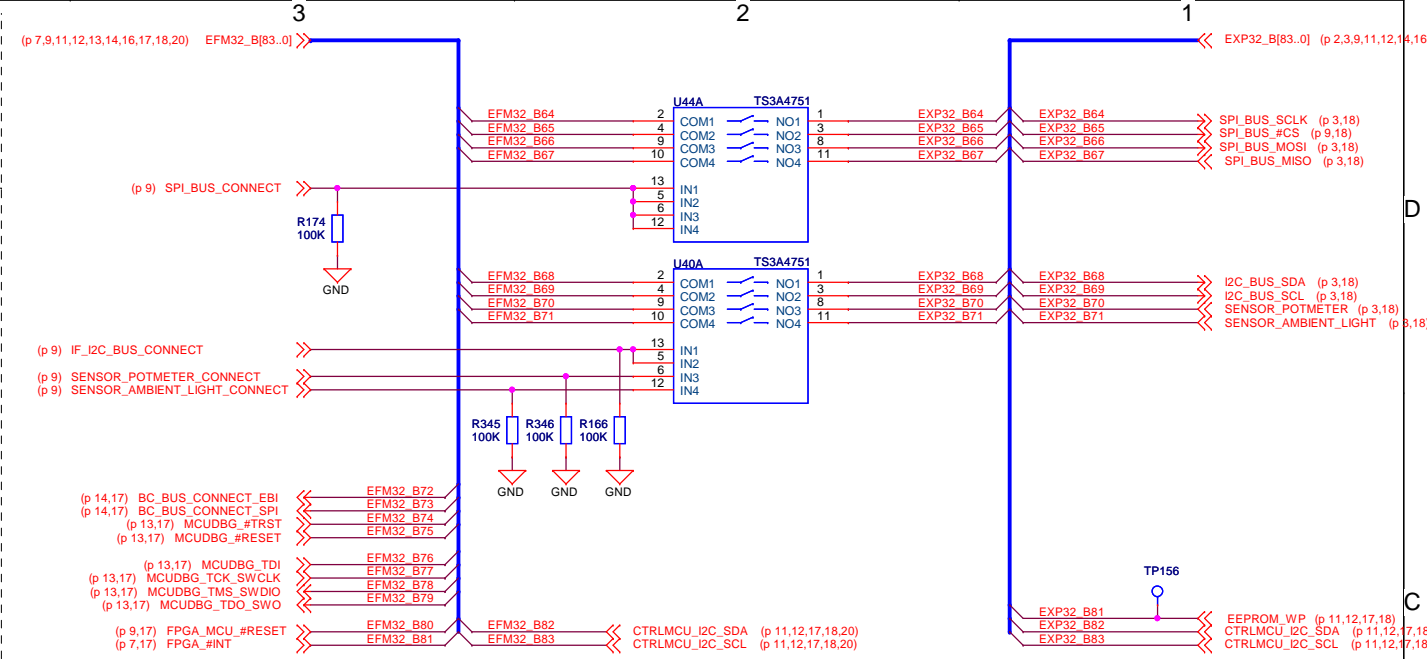 3 2 1
(p 7,9,11,12,13,14,16,17,18,20) EFM32_B[83..0] EXP32_B[83..0] (p 2,3,9,11,12,14,16
U44A TS3A4751
EFM32_B64 2 COM1 NO1 1 EXP32_B64 EXP32_B64 SPI_BUS_SCLK (p 3,18)
EFM32_B65 4 COM2 NO2 3 EXP32_B65 EXP32_B65 SPI_BUS_#CS (p 9,18)
EFM32_B66 9 COM3 NO3 8 EXP32_B66 EXP32_B66 SPI_BUS_MOSI (p 3,18)
EFM32_B67 10 COM4 NO4 11 EXP32_B67 EXP32_B67 SPI_BUS_MISO (p 3,18)
(p 9) SPI_BUS_CONNECT 13 IN1
5 IN2
6 IN3
12 IN4
R174
100K
GND
D
U40A TS3A4751
EFM32_B68 2 COM1 NO1 1 EXP32_B68 EXP32_B68 I2C_BUS_SDA (p 3,18)
EFM32_B69 4 COM2 NO2 3 EXP32_B69 EXP32_B69 I2C_BUS_SCL (p 3,18)
EFM32_B70 9 COM3 NO3 8 EXP32_B70 EXP32_B70 SENSOR_POTMETER (p 3,18)
EFM32_B71 10 COM4 NO4 11 EXP32_B71 EXP32_B71 SENSOR_AMBIENT_LIGHT (p 3,18
(p 9) IF_I2C_BUS_CONNECT 13 IN1
5 IN2
(p 9) SENSOR_POTMETER_CONNECT 6 IN3
(p 9) SENSOR_AMBIENT_LIGHT_CONNECT 12 IN4
R345 R346 R166
100K 100K 100K
GND GND GND
(p 14,17) BC_BUS_CONNECT_EBI EFM32_B72
(p 14,17) BC_BUS_CONNECT_SPI EFM32_B73
(p 13,17) MCUDBG_#TRST EFM32_B74
(p 13,17) MCUDBG_#RESET EFM32_B75
(p 13,17) MCUDBG_TDI EFM32_B76
(p 13,17) MCUDBG_TCK_SWCLK EFM32_B77
(p 13,17) MCUDBG_TMS_SWDIO EFM32_B78
(p 13,17) MCUDBG_TDO_SWO EFM32_B79
TP156
C
EXP32_B81 EEPROM_WP (p 11,12,17,18)
(p 9,17) FPGA_MCU_#RESET EFM32_B80 EFM32_B82 CTRLMCU_I2C_SDA (p 11,12,17,18,20) EXP32_B82 CTRLMCU_I2C_SDA (p 11,12,17,18
(p 7,17) FPGA_#INT EFM32_B81 EFM32_B83 CTRLMCU_I2C_SCL (p 11,12,17,18,20) EXP32_B83 CTRLMCU_I2C_SCL (p 11,12,17,18